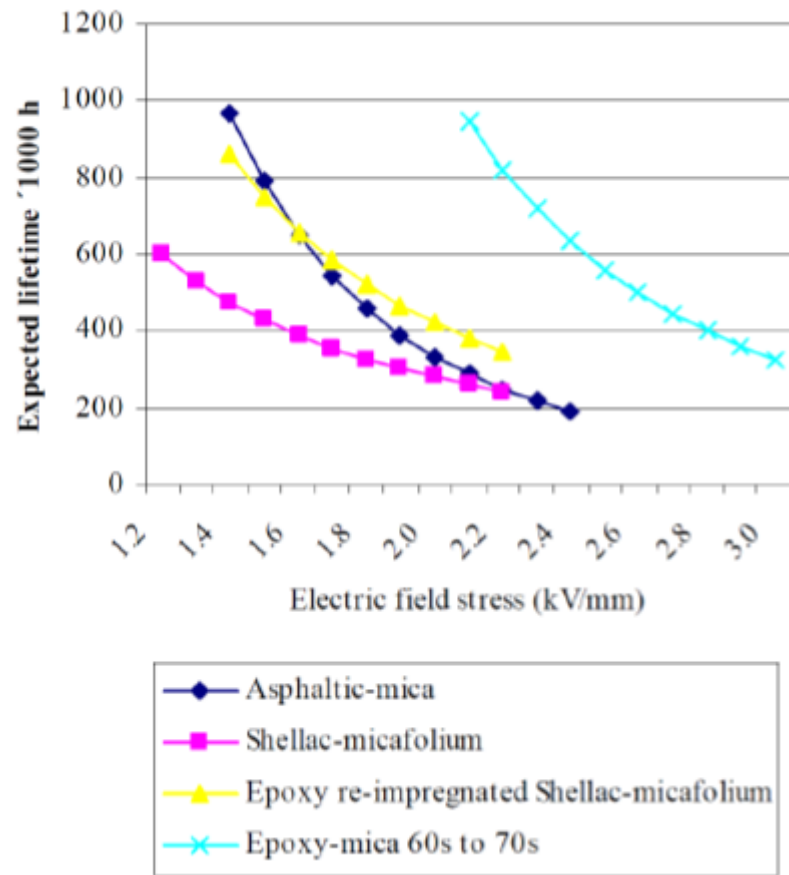 1200
1000
800
600
400
200
0
Expected lifetime ´1000 h
1.2 1.4 1.6 1.8 2.0 2.2 2.4 2.6 2.8 3.0
Electric field stress (kV/mm)
Asphaltic-mica
Shellac-micafolium
Epoxy re-impregnated Shellac-micafolium
Epoxy-mica 60s to 70s